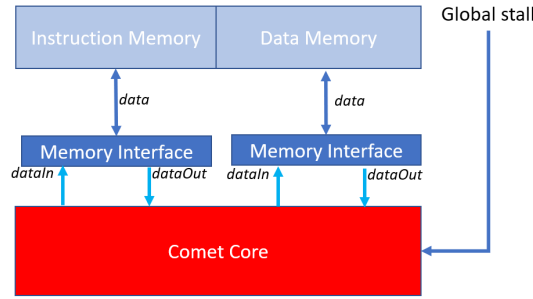 Global stall
Instruction Memory
Data Memory
data
data
Memory Interface
Memory Interface
dataIn
dataOut
dataIn
dataOut
Comet Core